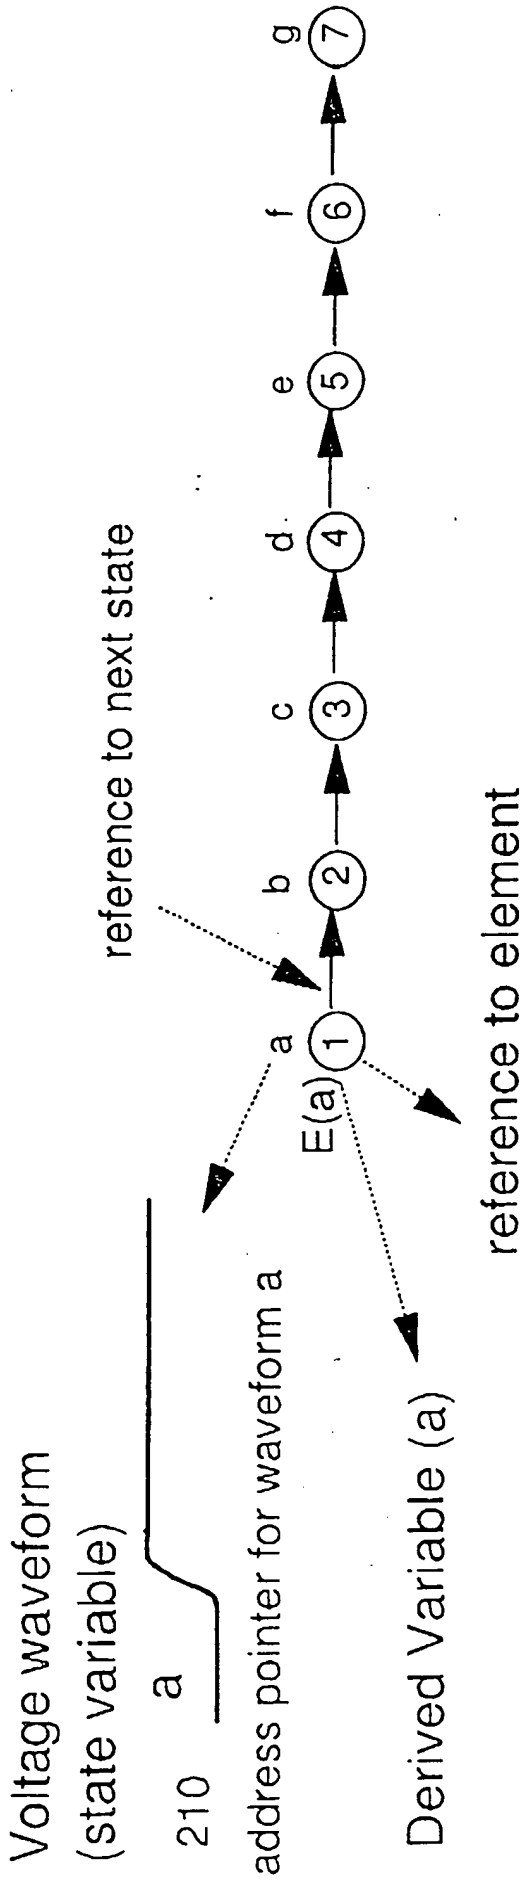 Voltage waveform
(state variable)
a
210
address pointer for waveform a
Derived Variable (a)
reference to next state
reference to element
E(a)
a b c d e f g
1 2 3 4 5 6 7